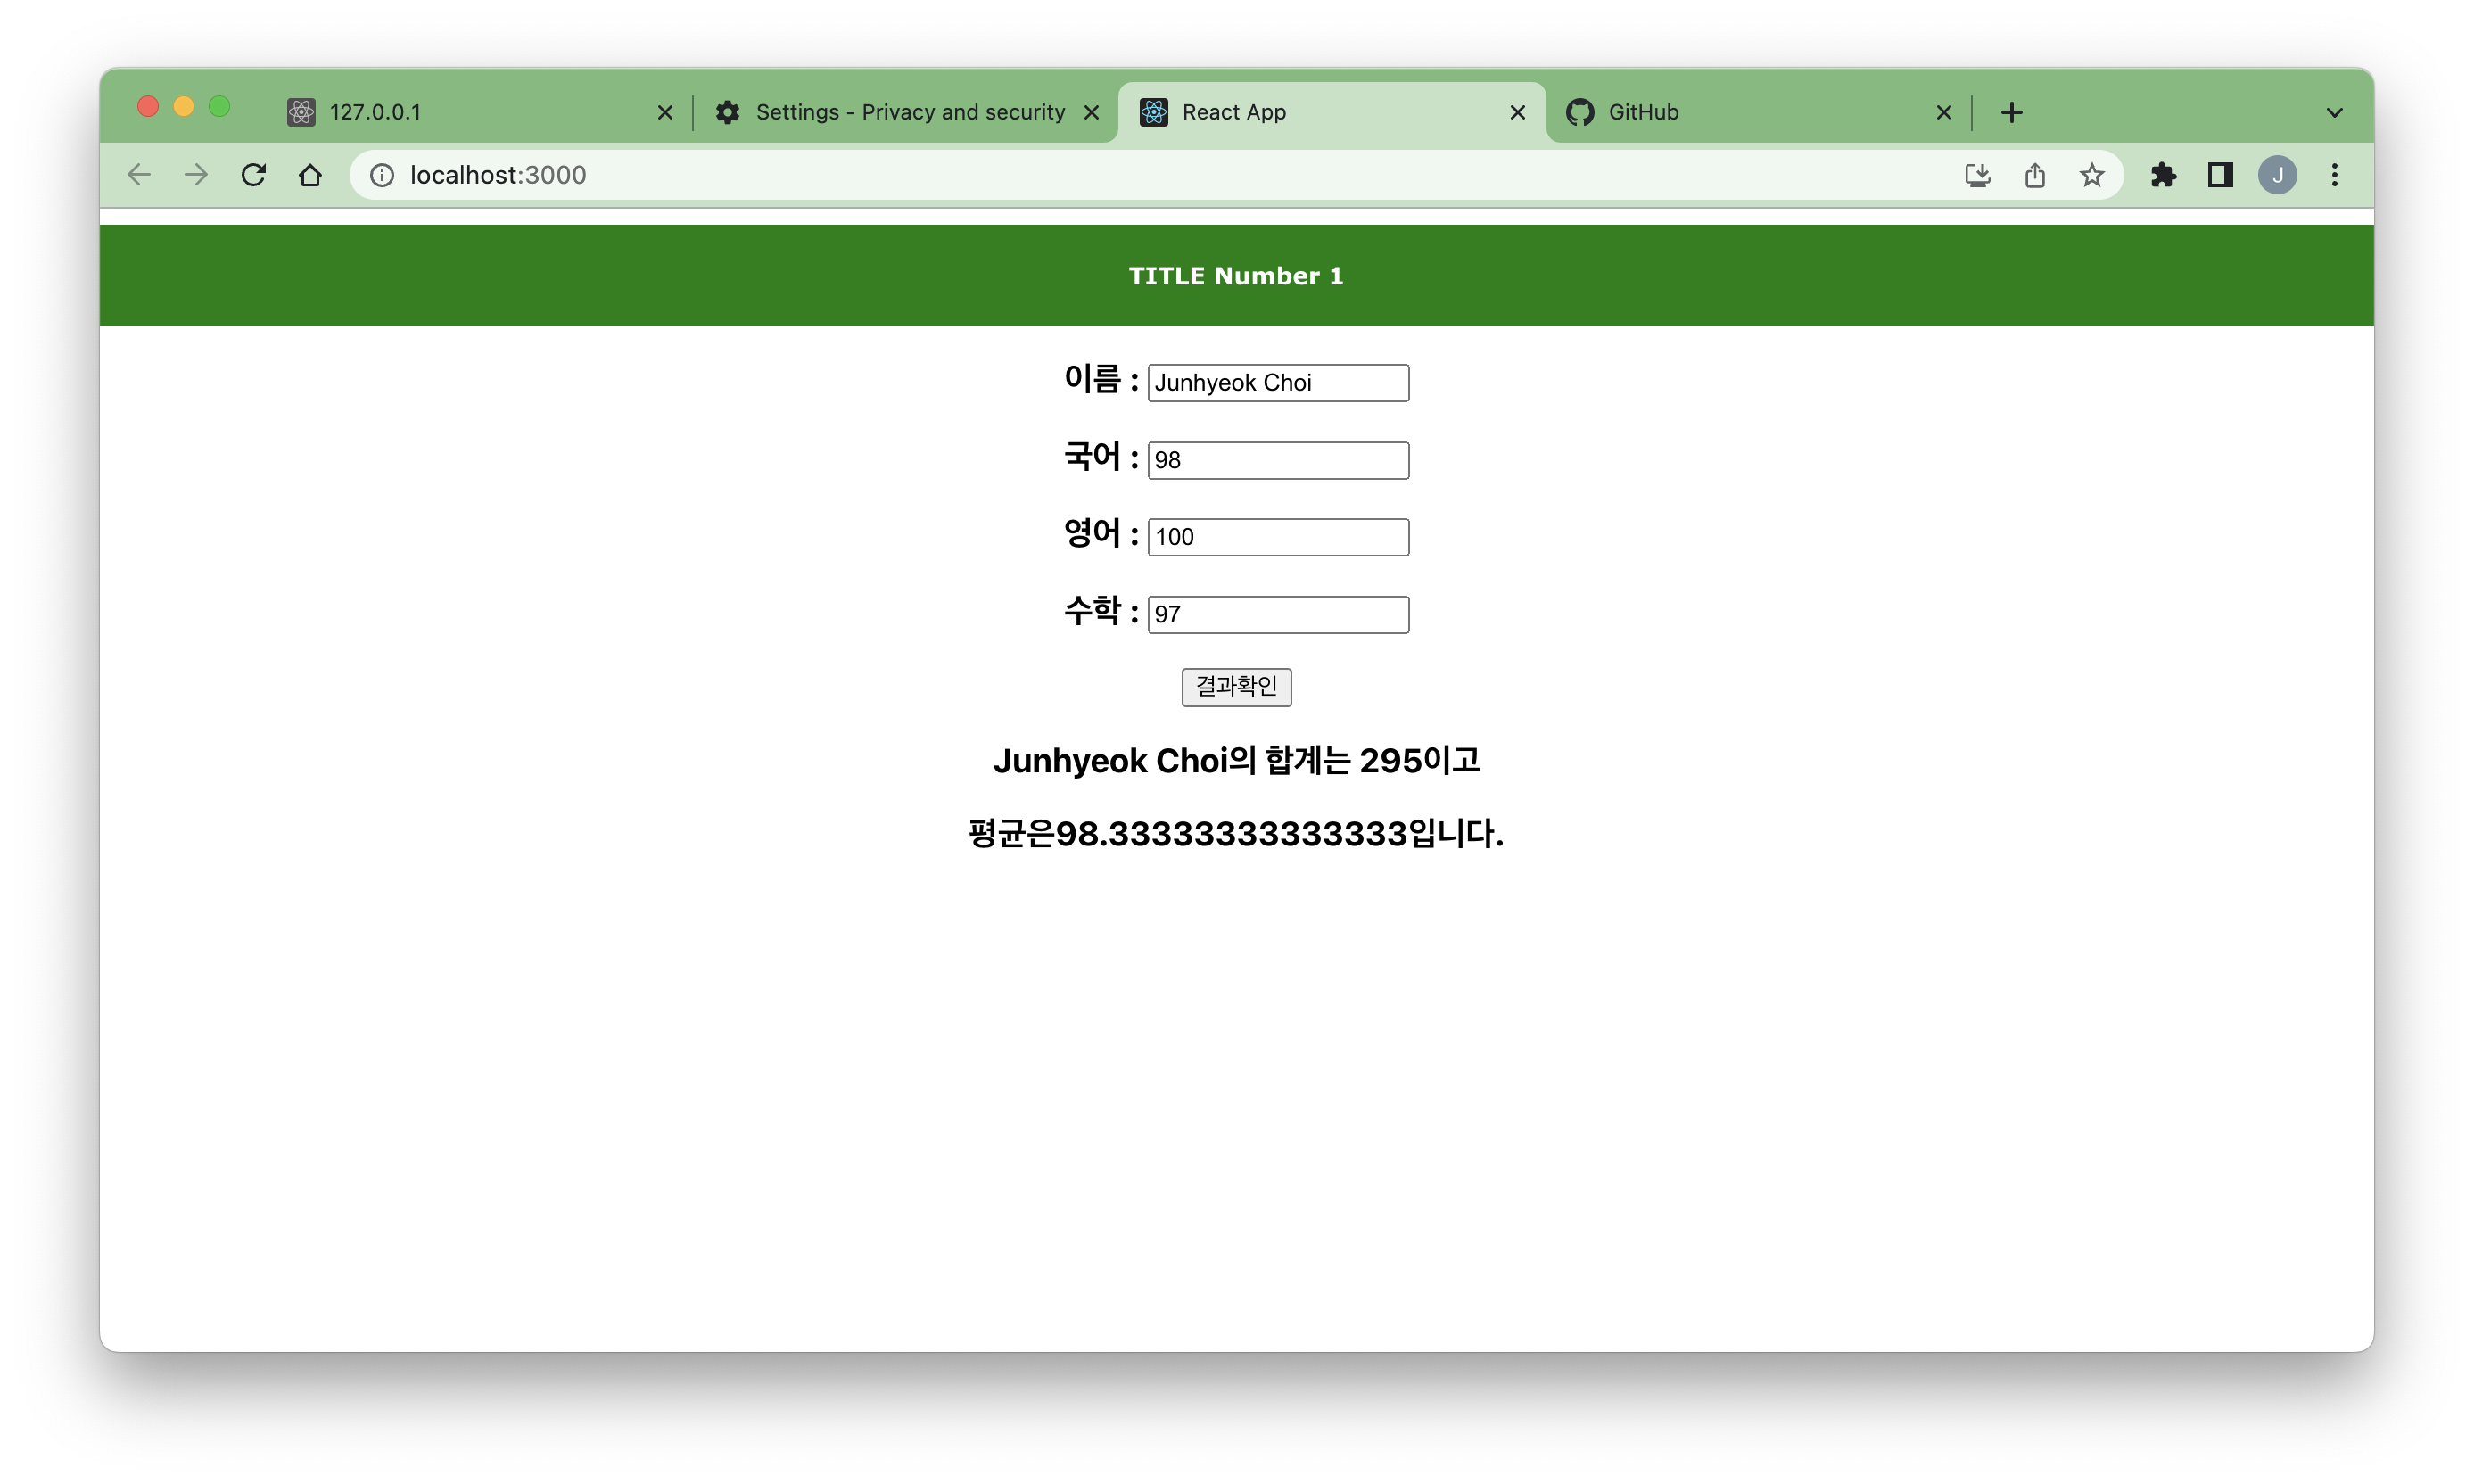 127.0.0.1 Settings - Privacy and security React App GitHub
localhost:3000 J
TITLE Number 1
이름 : Junhyeok Choi
국어 : 98
영어 : 100
수학 : 97
결과확인
Junhyeok Choi의 합계는 295이고
평균은98.33333333333333입니다.